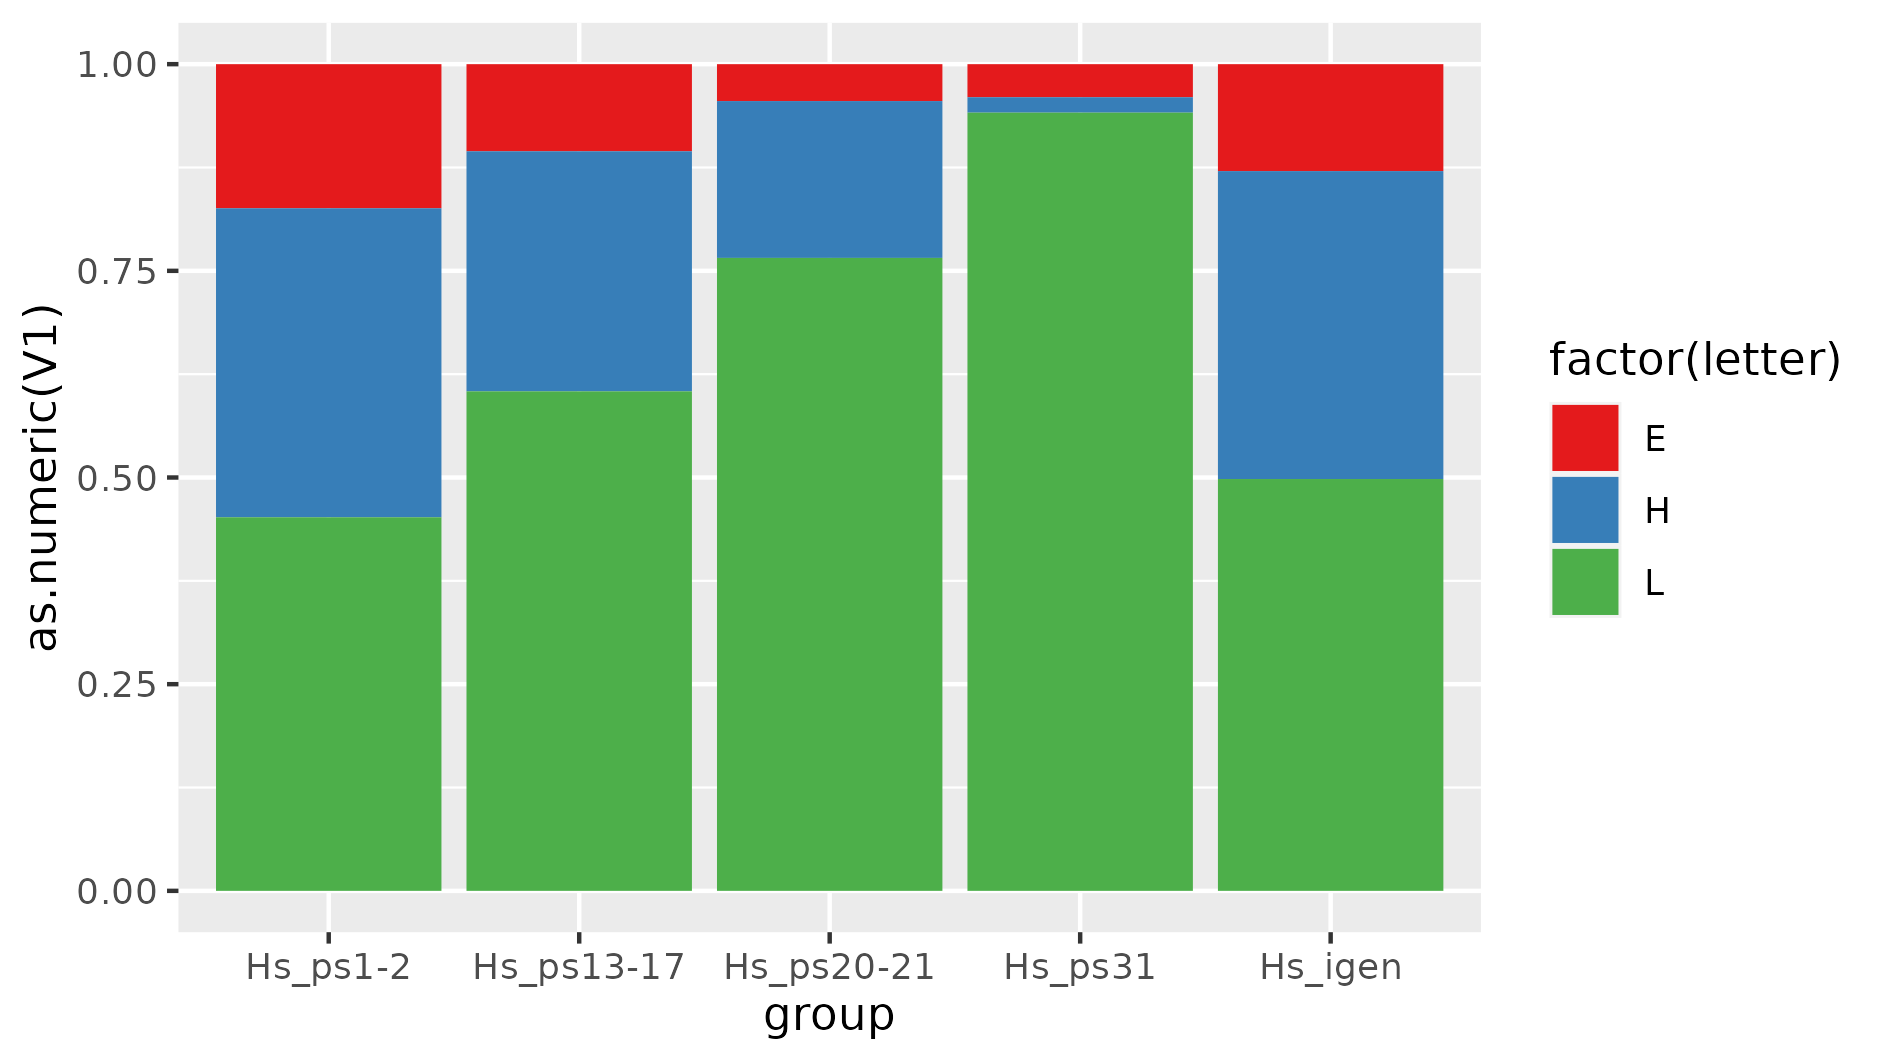 1.00
0.75
0.50
0.25
0.00
as.numeric(V1)
Hs_ps1-2
Hs_ps13-17
Hs_ps20-21
Hs_ps31
Hs_igen
group
factor(letter)
E
H
L